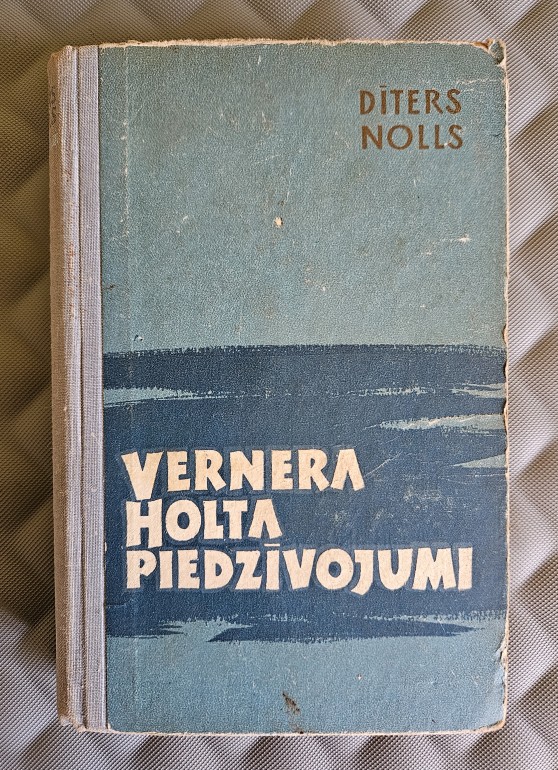 DĪTERS
NOLLS
VERNERA
HOLTA
PIEDZĪVOJUMI